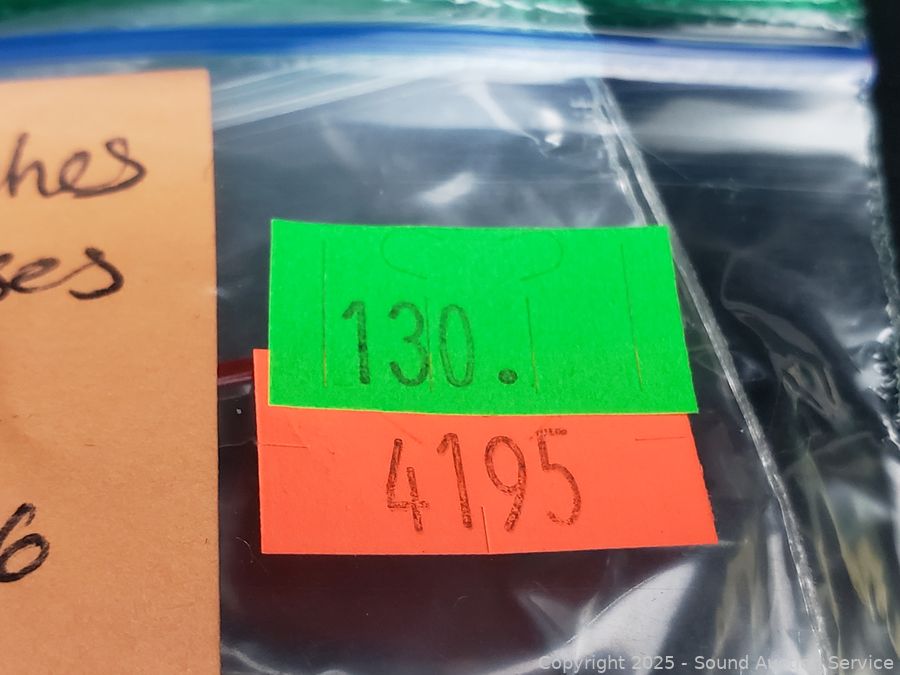 hes
ses
6
130.
4195
Copyright 2025 - Sound Auction Service